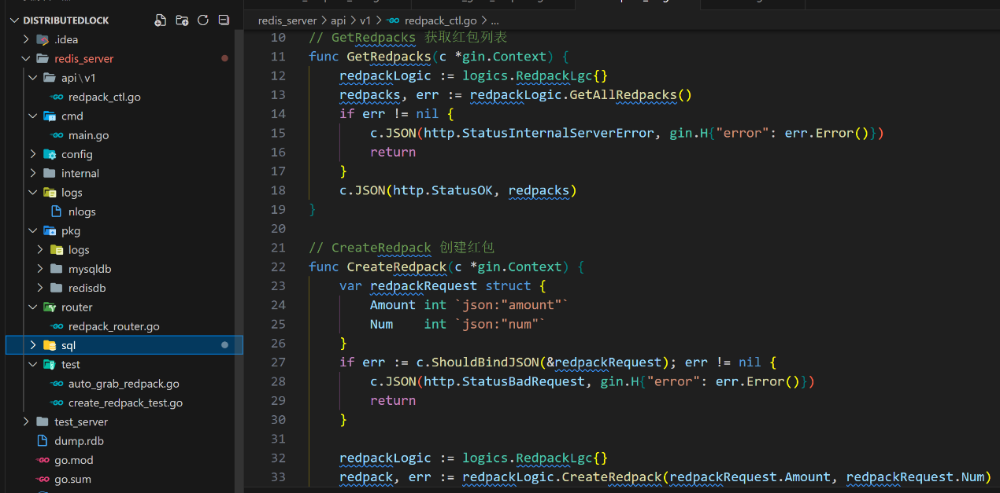 DISTRIBUTEDLOCK
.idea
redis_server
api\v1
redpack_ctl.go
cmd
main.go
config
internal
logs
nlogs
pkg
logs
mysqldb
redisdb
router
redpack_router.go
sql
test
auto_grab_redpack.go
create_redpack_test.go
test_server
dump.rdb
go.mod
go.sum
redis_server > api > v1 > redpack_ctl.go > ...
10 // GetRedpacks 获取红包列表
11 func GetRedpacks(c *gin.Context) {
12 redpackLogic := logics.RedpackLgc{}
13 redpacks, err := redpackLogic.GetAllRedpacks()
14 if err != nil {
15 c.JSON(http.StatusInternalServerError, gin.H{"error": err.Error()})
16 return
17 }
18 c.JSON(http.StatusOK, redpacks)
19 }
20
21 // CreateRedpack 创建红包
22 func CreateRedpack(c *gin.Context) {
23 var redpackRequest struct {
24 Amount int `json:"amount"`
25 Num    int `json:"num"`
26 }
27 if err := c.ShouldBindJSON(&redpackRequest); err != nil {
28 c.JSON(http.StatusBadRequest, gin.H{"error": err.Error()})
29 return
30 }
31
32 redpackLogic := logics.RedpackLgc{}
33 redpack, err := redpackLogic.CreateRedpack(redpackRequest.Amount, redpackRequest.Num)